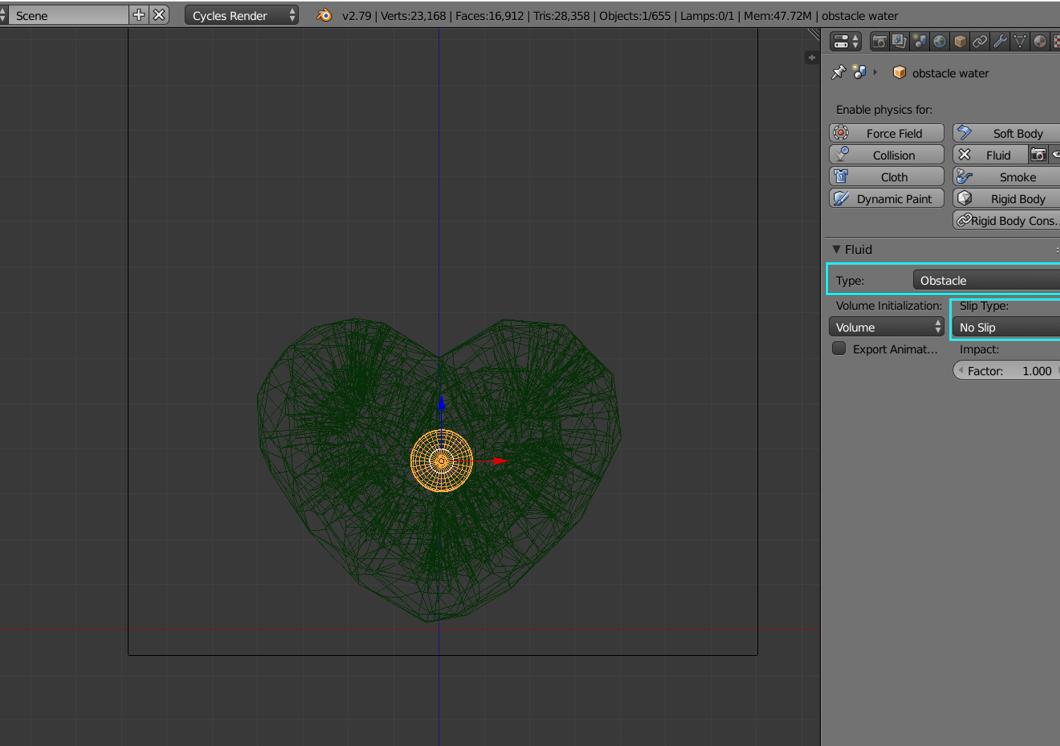 Scene
Cycles Render
v2.79 | Verts:23,168 | Faces:16,912 | Tris:28,358 | Objects:1/655 | Lamps:0/1 | Mem:47.72M | obstacle water
obstacle water
Enable physics for:
Force Field
Soft Body
Collision
Fluid
Cloth
Smoke
Dynamic Paint
Rigid Body
Rigid Body Cons..
Fluid
Type:
Obstacle
Volume Initialization:
Slip Type:
Volume
No Slip
Export Animat...
Impact:
Factor: 1.000